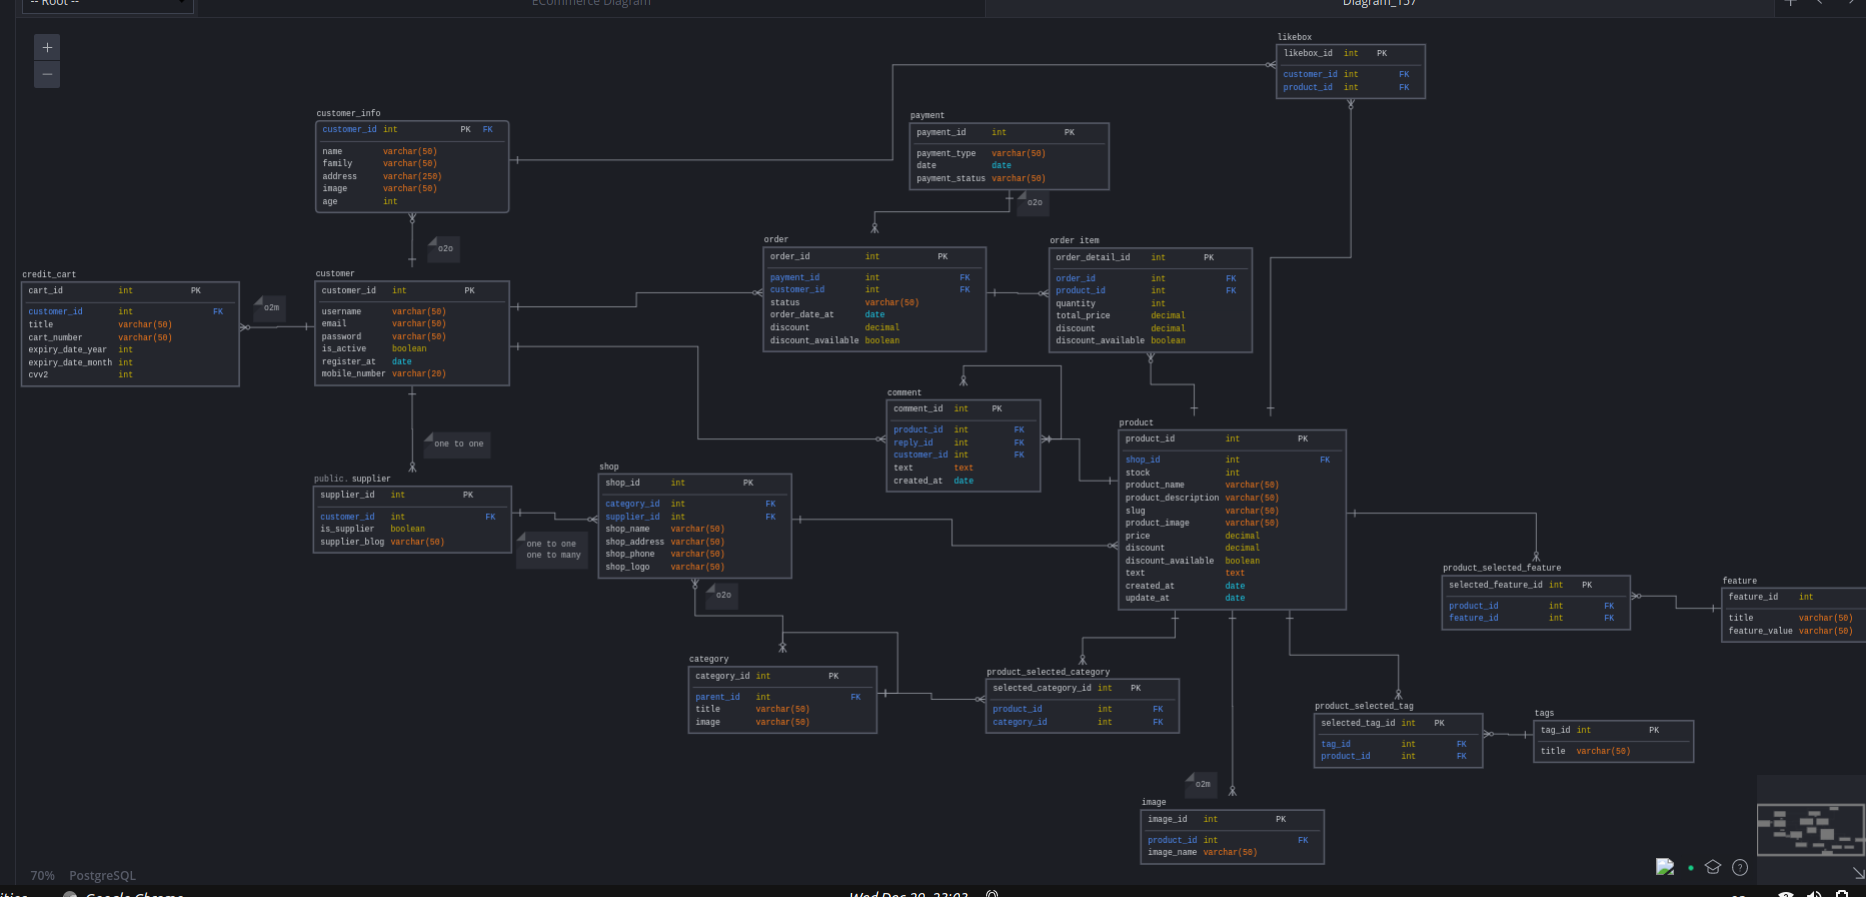 -- Root --
ECommerce Diagram
Diagram_157
+
−
likebox
likebox_id int PK
customer_id int FK
product_id int FK
customer_info
customer_id int PK FK
name varchar(50)
family varchar(50)
address varchar(250)
image varchar(50)
age int
payment
payment_id int PK
payment_type varchar(50)
date date
payment_status varchar(50)
o2o
o2o
credit_cart
cart_id int PK
customer_id int FK
title varchar(50)
cart_number varchar(50)
expiry_date_year int
expiry_date_month int
cvv2 int
o2m
customer
customer_id int PK
username varchar(50)
email varchar(50)
password varchar(50)
is_active boolean
register_at date
mobile_number varchar(20)
order
order_id int PK
payment_id int FK
customer_id int FK
status varchar(50)
order_date_at date
discount decimal
discount_available boolean
order item
order_detail_id int PK
order_id int FK
product_id int FK
quantity int
total_price decimal
discount decimal
discount_available boolean
comment
comment_id int PK
product_id int FK
reply_id int FK
customer_id int FK
text text
created_at date
one to one
public. supplier
supplier_id int PK
customer_id int FK
is_supplier boolean
supplier_blog varchar(50)
one to one
one to many
shop
shop_id int PK
category_id int FK
supplier_id int FK
shop_name varchar(50)
shop_address varchar(50)
shop_phone varchar(50)
shop_logo varchar(50)
o2o
product
product_id int PK
shop_id int FK
stock int
product_name varchar(50)
product_description varchar(50)
slug varchar(50)
product_image varchar(50)
price decimal
discount decimal
discount_available boolean
text text
created_at date
update_at date
product_selected_feature
selected_feature_id int PK
product_id int FK
feature_id int FK
feature
feature_id int
title varchar(50)
feature_value varchar(50)
category
category_id int PK
parent_id int FK
title varchar(50)
image varchar(50)
product_selected_category
selected_category_id int PK
product_id int FK
category_id int FK
product_selected_tag
selected_tag_id int PK
tag_id int FK
product_id int FK
tags
tag_id int PK
title varchar(50)
o2m
image
image_id int PK
product_id int FK
image_name varchar(50)
70% PostgreSQL
?
Google Chrome